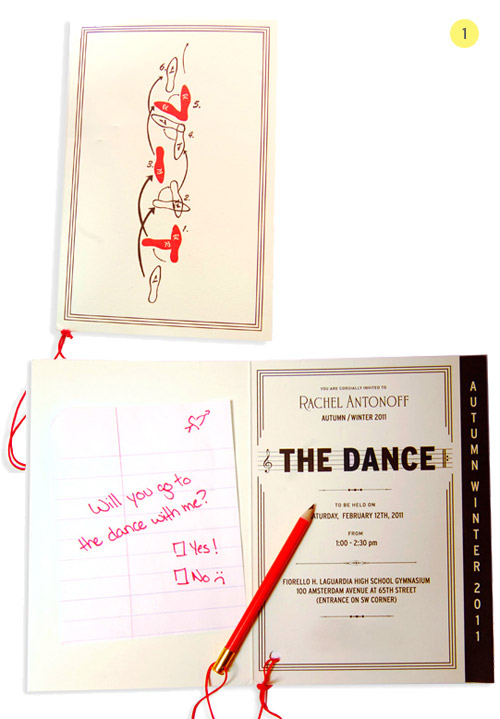 1
6.
5.
4.
3.
2.
1.
Will you go to
the dance with me?
Yes!
No
YOU ARE CORDIALLY INVITED TO
RACHEL ANTONOFF
AUTUMN/WINTER 2011
THE DANCE
TO BE HELD ON
SATURDAY, FEBRUARY 12TH, 2011
FROM
1:00 - 2:30 pm
FIORELLO H. LAGUARDIA HIGH SCHOOL GYMNASIUM
100 AMSTERDAM AVENUE AT 65TH STREET
(ENTRANCE ON SW CORNER)
AUTUMN WINTER 2011